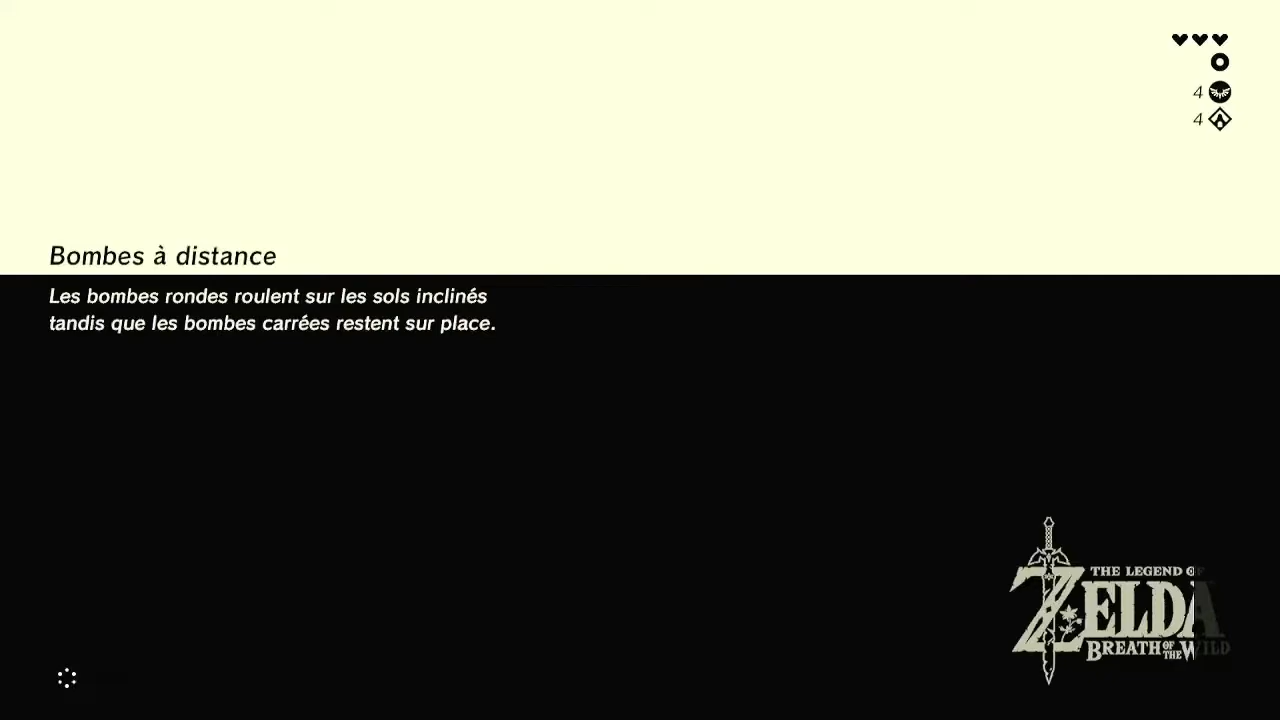 4
4
Bombes à distance
Les bombes rondes roulent sur les sols inclinés
tandis que les bombes carrées restent sur place.
THE LEGEND OF
ZELDA
BREATH OF THE WILD